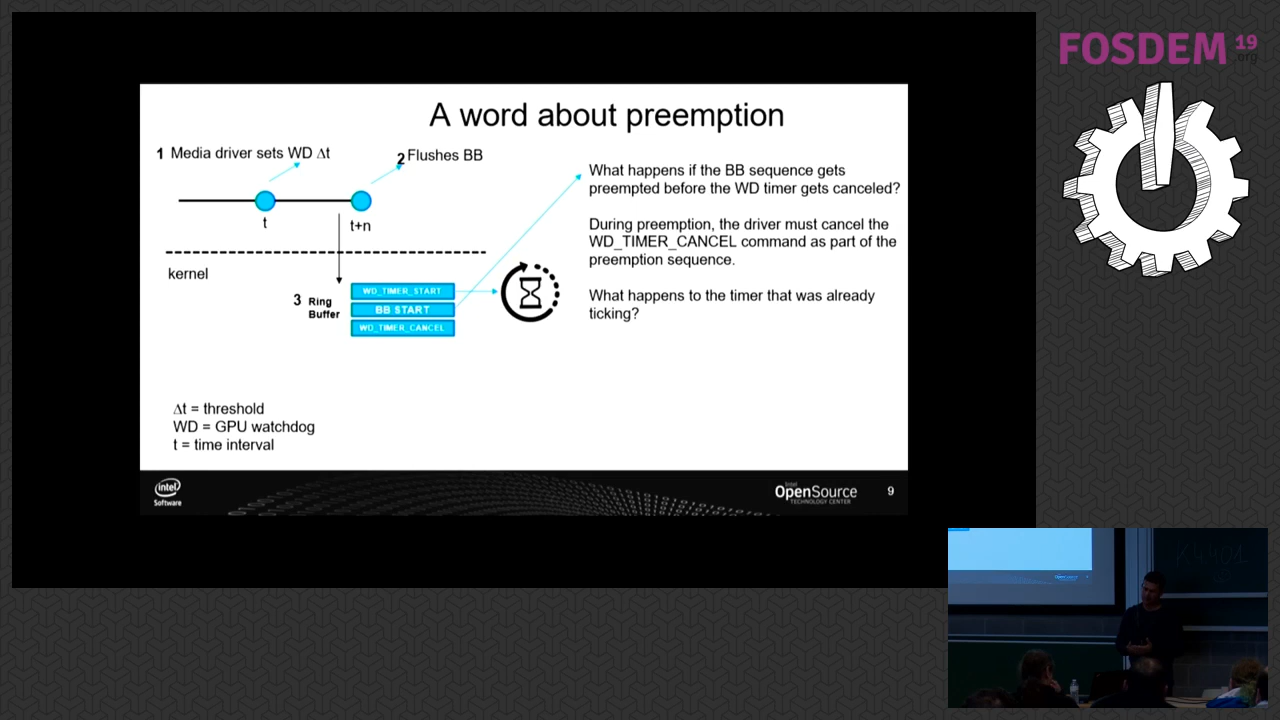 FOSDEM 19
.org
A word about preemption
1 Media driver sets WD Δt
2 Flushes BB
t
t+n
kernel
3 Ring
Buffer
WD_TIMER_START
BB START
WD_TIMER_CANCEL
What happens if the BB sequence gets
preempted before the WD timer gets canceled?
During preemption, the driver must cancel the
WD_TIMER_CANCEL command as part of the
preemption sequence.
What happens to the timer that was already
ticking?
Δt = threshold
WD = GPU watchdog
t = time interval
intel
Software
Intel
OpenSource
TECHNOLOGY CENTER
9